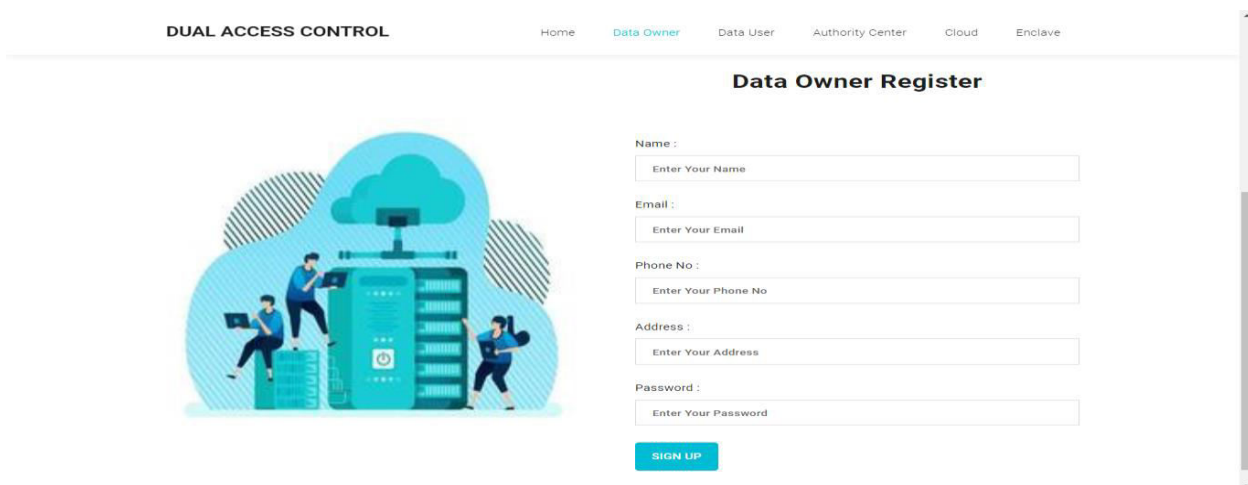 DUAL ACCESS CONTROL Home Data Owner Data User Authority Center Cloud Enclave
Data Owner Register
Name :
Enter Your Name
Email :
Enter Your Email
Phone No :
Enter Your Phone No
Address :
Enter Your Address
Password :
Enter Your Password
SIGN UP